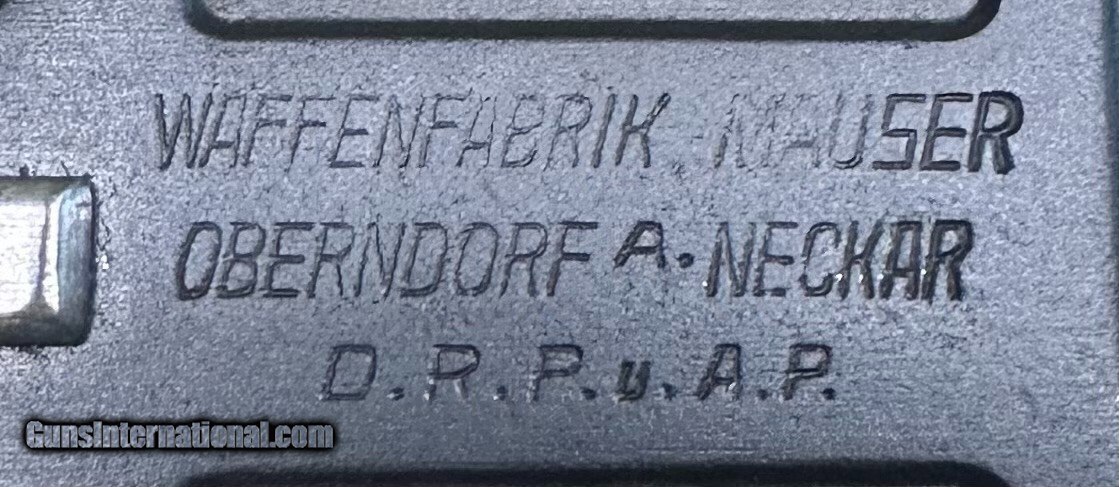 WAFFENFABRIK MAUSER
OBERNDORF A. NECKAR
D.R.P.u.A.P.
GunsInternational.com